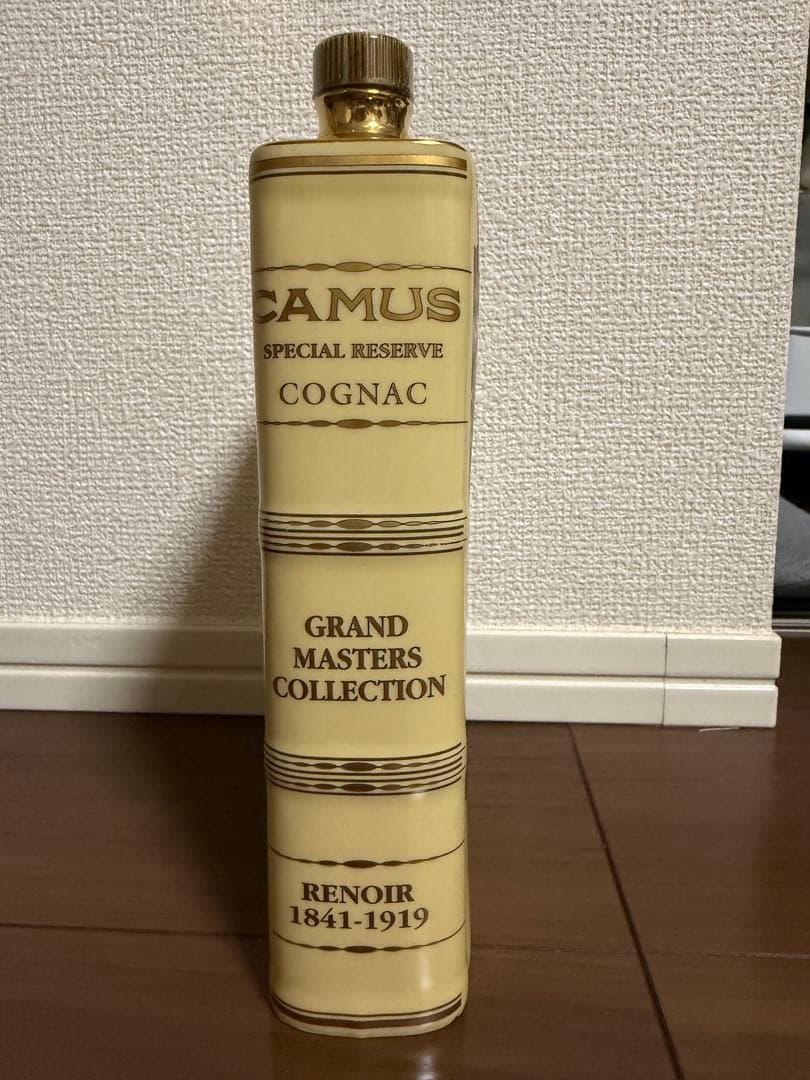 CAMUS
SPECIAL RESERVE
COGNAC
GRAND
MASTERS
COLLECTION
RENOIR
1841-1919